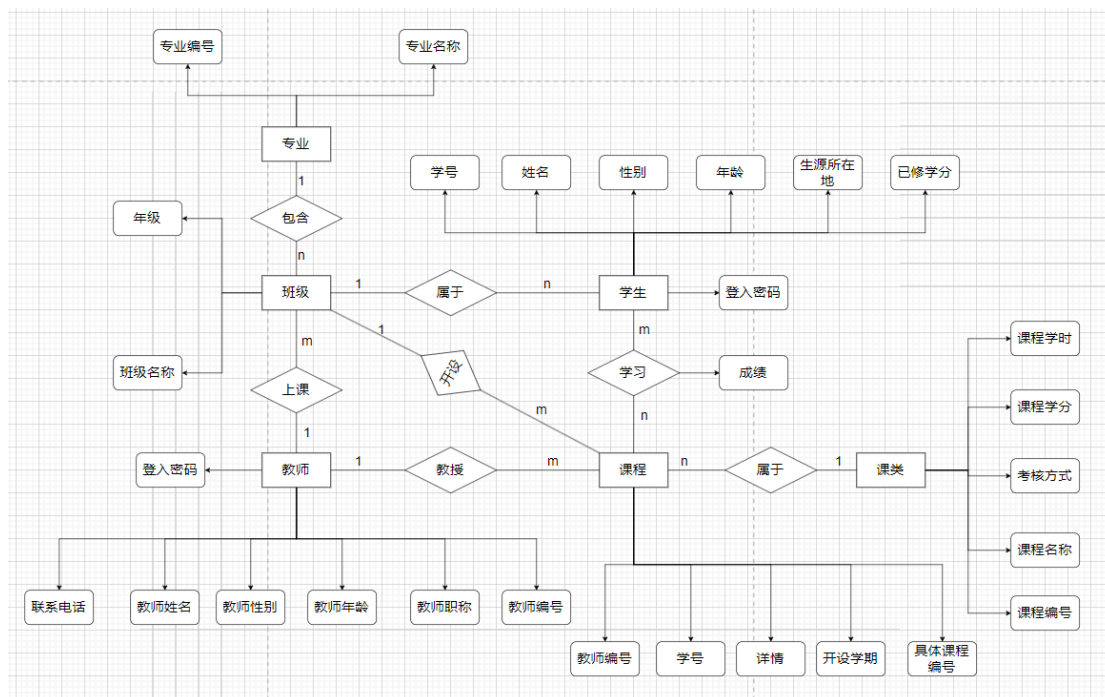 专业编号
专业名称
专业
1
包含
n
年级
学号
姓名
性别
年龄
生源所在
地
已修学分
班级
1
属于
n
学生
登入密码
班级名称
m
上课
1
1
开设
m
m
学习
n
成绩
课程学时
课程学分
考核方式
课程名称
课程编号
登入密码
教师
1
教授
m
课程
n
属于
1
课类
联系电话
教师姓名
教师性别
教师年龄
教师职称
教师编号
教师编号
学号
详情
开设学期
具体课程
编号